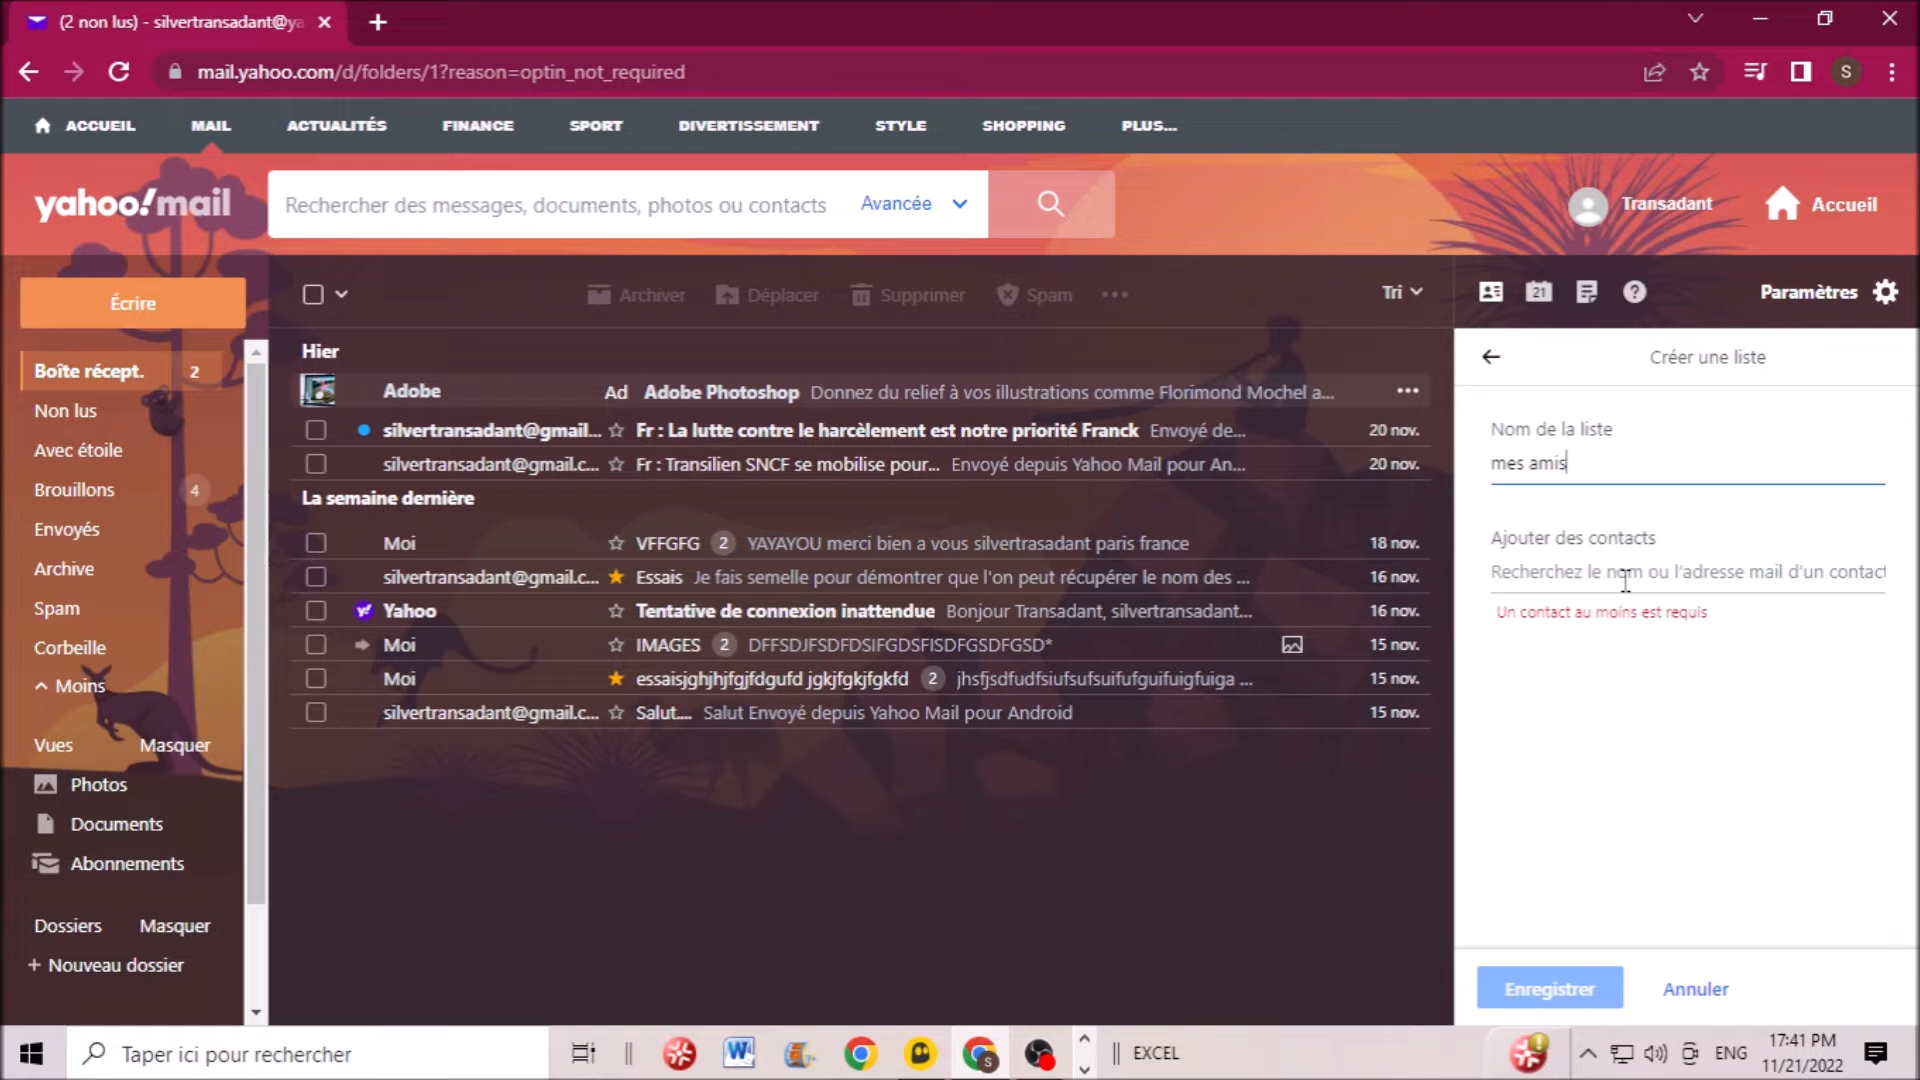 (2 non lus) - silvertransadant@ya
mail.yahoo.com/d/folders/1?reason=optin_not_required
S
ACCUEIL MAIL ACTUALITÉS FINANCE SPORT DIVERTISSEMENT STYLE SHOPPING PLUS...
yahoo!mail
Rechercher des messages, documents, photos ou contacts Avancée
Transadant Accueil
Écrire
Archiver Déplacer Supprimer Spam ••• Tri
21 ? Paramètres
Boîte récept. 2
Non lus
Avec étoile
Brouillons 4
Envoyés
Archive
Spam
Corbeille
Moins
Vues Masquer
Photos
Documents
Abonnements
Dossiers Masquer
+ Nouveau dossier
Hier
Adobe Ad Adobe Photoshop Donnez du relief à vos illustrations comme Florimond Mochel a... •••
silvertransadant@gmail... Fr : La lutte contre le harcèlement est notre priorité Franck Envoyé de... 20 nov.
silvertransadant@gmail.c... Fr : Transilien SNCF se mobilise pour... Envoyé depuis Yahoo Mail pour An... 20 nov.
La semaine dernière
Moi VFFGFG 2 YAYAYOU merci bien a vous silvertrasadant paris france 18 nov.
silvertransadant@gmail.c... Essais Je fais semelle pour démontrer que l'on peut récupérer le nom des ... 16 nov.
Yahoo Tentative de connexion inattendue Bonjour Transadant, silvertransadant... 16 nov.
Moi IMAGES 2 DFFSDJFSDFDSIFGDSFISDFGSDFGSD* 15 nov.
Moi essaisjghjhjfgjfdgufd jgkjfgkjfgkfd 2 jhsfjsdfudfsiufsufsuifufguifuigfuiga ... 15 nov.
silvertransadant@gmail.c... Salut.... Salut Envoyé depuis Yahoo Mail pour Android 15 nov.
Créer une liste
Nom de la liste
mes amis
Ajouter des contacts
Recherchez le nom ou l'adresse mail d'un contact
Un contact au moins est requis
Enregistrer Annuler
Taper ici pour rechercher
EXCEL
ENG
17:41 PM
11/21/2022